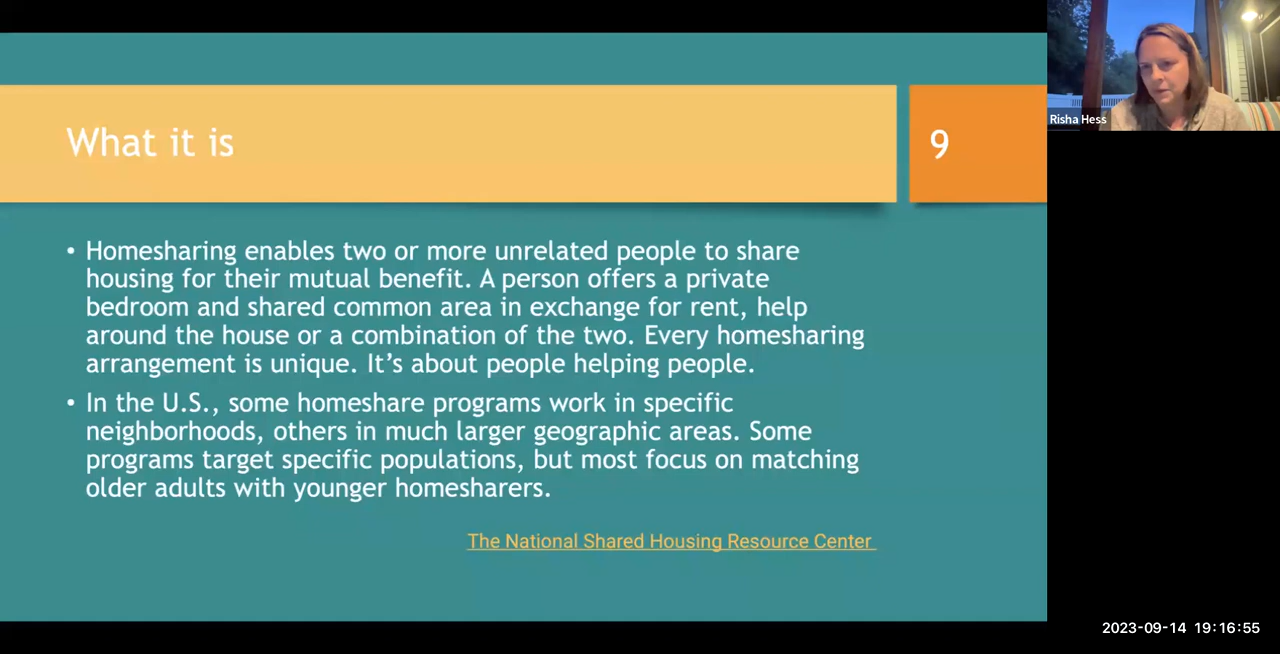 What it is
9
• Homesharing enables two or more unrelated people to share
housing for their mutual benefit. A person offers a private
bedroom and shared common area in exchange for rent, help
around the house or a combination of the two. Every homesharing
arrangement is unique. It's about people helping people.
• In the U.S., some homeshare programs work in specific
neighborhoods, others in much larger geographic areas. Some
programs target specific populations, but most focus on matching
older adults with younger homesharers.
The National Shared Housing Resource Center
Risha Hess
2023-09-14 19:16:55